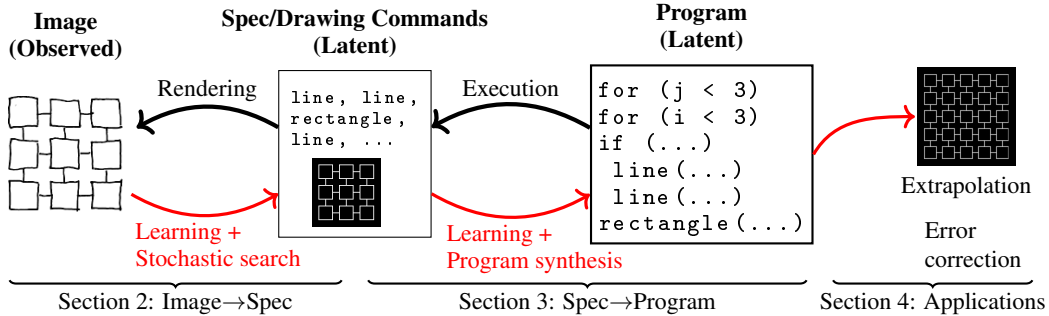 Image
(Observed)
Spec/Drawing Commands
(Latent)
Program
(Latent)
Rendering
line, line,
rectangle,
line, ...
Execution
for (j < 3)
for (i < 3)
if (...)
line(...)
line(...)
rectangle(...)
Extrapolation
Learning +
Stochastic search
Learning +
Program synthesis
Error
correction
Section 2: Image→Spec
Section 3: Spec→Program
Section 4: Applications